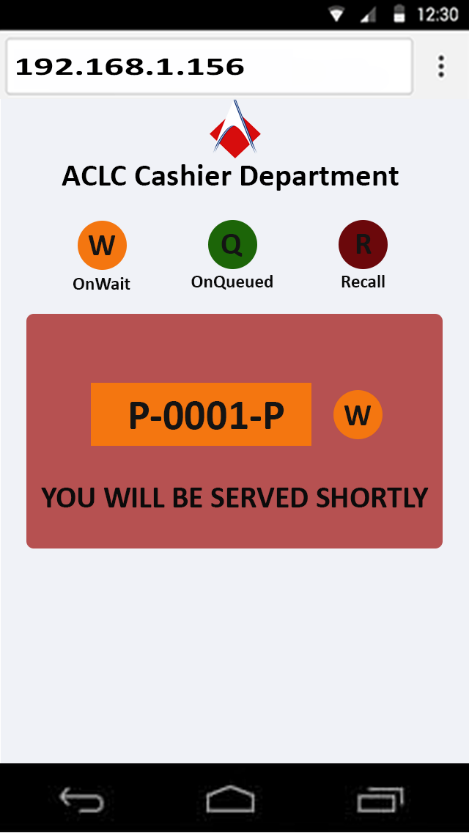 12:30
192.168.1.156
ACLC Cashier Department
W Q R
OnWait OnQueued Recall
P-0001-P W
YOU WILL BE SERVED SHORTLY